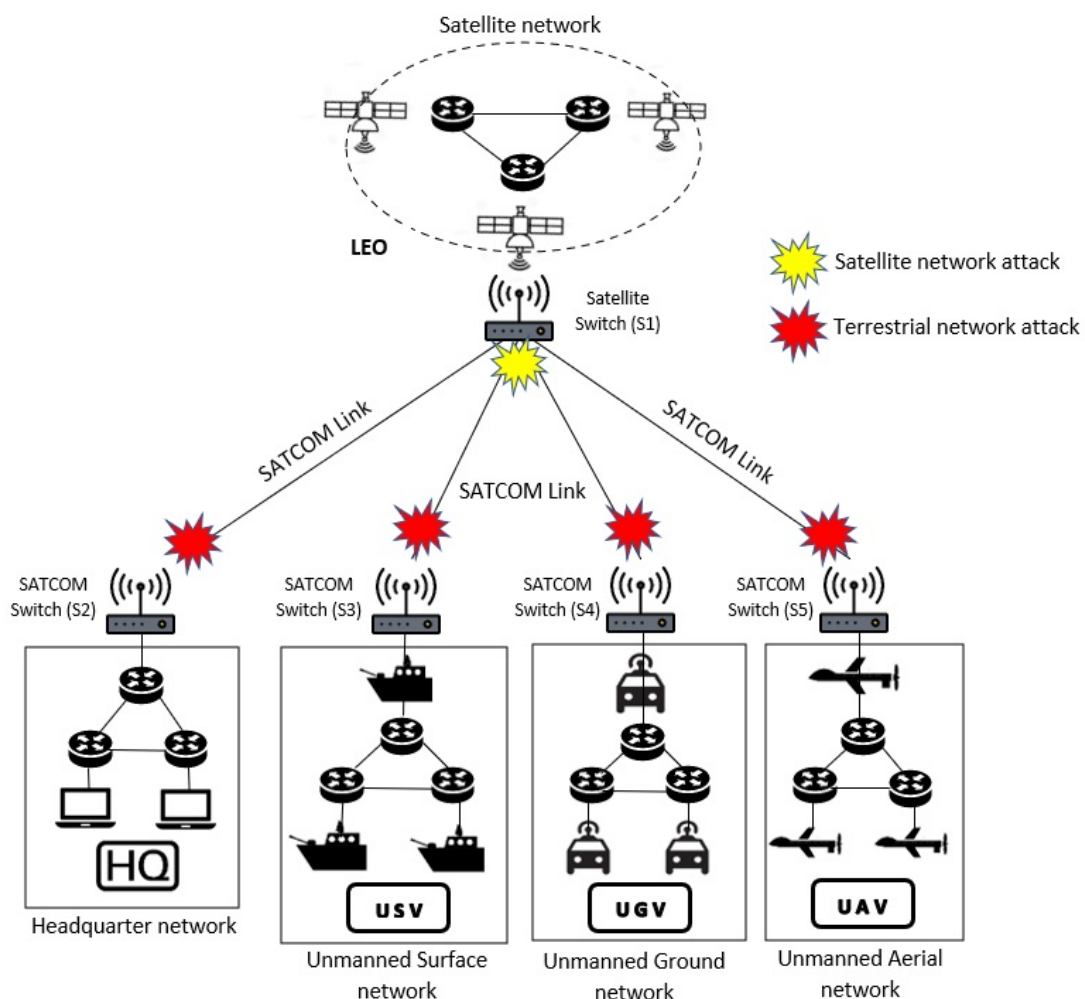 Satellite network
LEO
Satellite
Switch (S1)
Satellite network attack
Terrestrial network attack
SATCOM Link
SATCOM Link
SATCOM Link
SATCOM
Switch (S2)
SATCOM
Switch (S3)
SATCOM
Switch (S4)
SATCOM
Switch (S5)
HQ
USV
UGV
UAV
Headquarter network
Unmanned Surface
network
Unmanned Ground
network
Unmanned Aerial
network